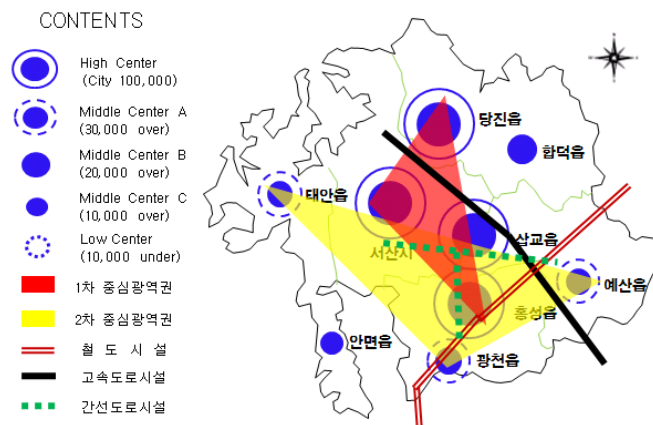 CONTENTS
High Center
(City 100,000)
Middle Center A
(30,000 over)
Middle Center B
(20,000 over)
Middle Center C
(10,000 over)
Low Center
(10,000 under)
1차 중심광역권
2차 중심광역권
철 도 시 설
고속도로시설
간선도로시설
당진읍
합덕읍
태안읍
서산시
삽교읍
예산읍
홍성읍
안면읍
광천읍